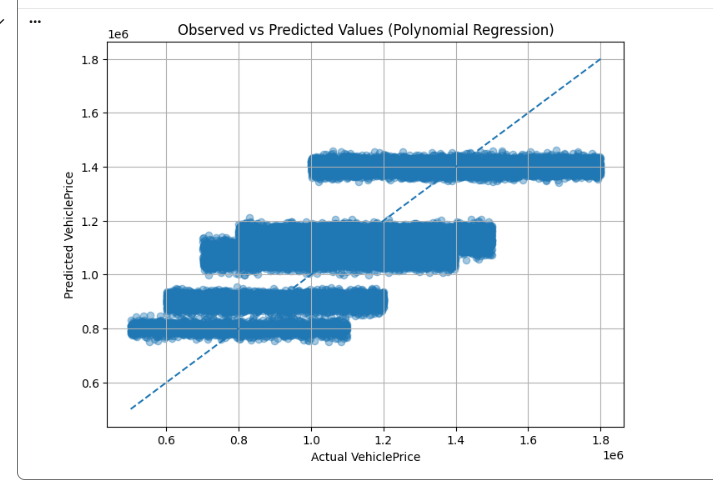 ...
Observed vs Predicted Values (Polynomial Regression)
1e6
1.8
1.6
1.4
1.2
1.0
0.8
0.6
Predicted VehiclePrice
0.6 0.8 1.0 1.2 1.4 1.6 1.8
1e6
Actual VehiclePrice